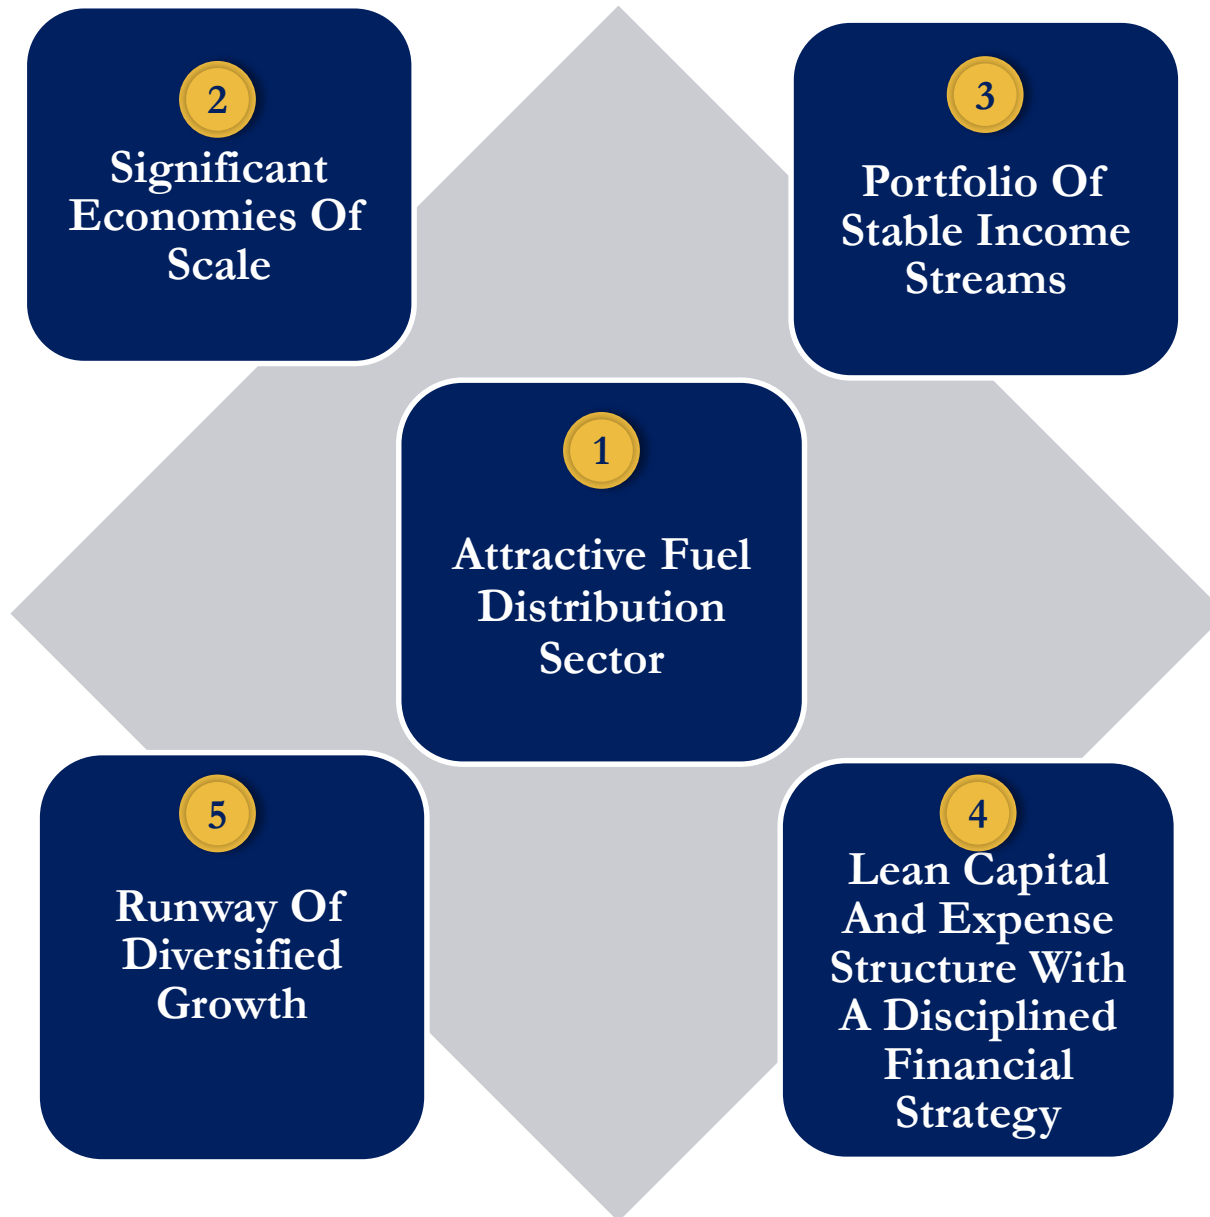 2
Significant
Economies Of
Scale
3
Portfolio Of
Stable Income
Streams
1
Attractive Fuel
Distribution
Sector
5
Runway Of
Diversified
Growth
4
Lean Capital
And Expense
Structure With
A Disciplined
Financial
Strategy